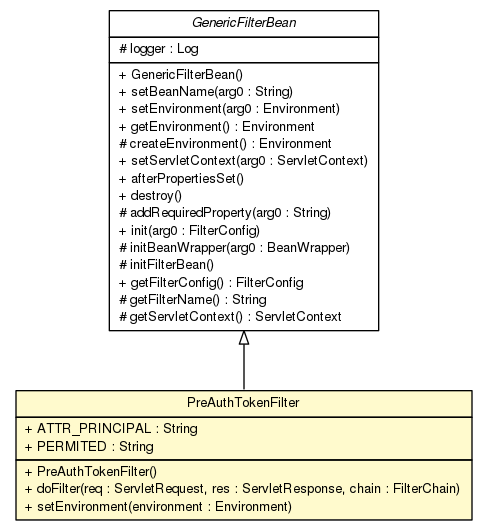 GenericFilterBean
# logger : Log
+ GenericFilterBean()
+ setBeanName(arg0 : String)
+ setEnvironment(arg0 : Environment)
+ getEnvironment() : Environment
# createEnvironment() : Environment
+ setServletContext(arg0 : ServletContext)
+ afterPropertiesSet()
+ destroy()
# addRequiredProperty(arg0 : String)
+ init(arg0 : FilterConfig)
# initBeanWrapper(arg0 : BeanWrapper)
# initFilterBean()
+ getFilterConfig() : FilterConfig
# getFilterName() : String
# getServletContext() : ServletContext
PreAuthTokenFilter
+ ATTR_PRINCIPAL : String
+ PERMITED : String
+ PreAuthTokenFilter()
+ doFilter(req : ServletRequest, res : ServletResponse, chain : FilterChain)
+ setEnvironment(environment : Environment)